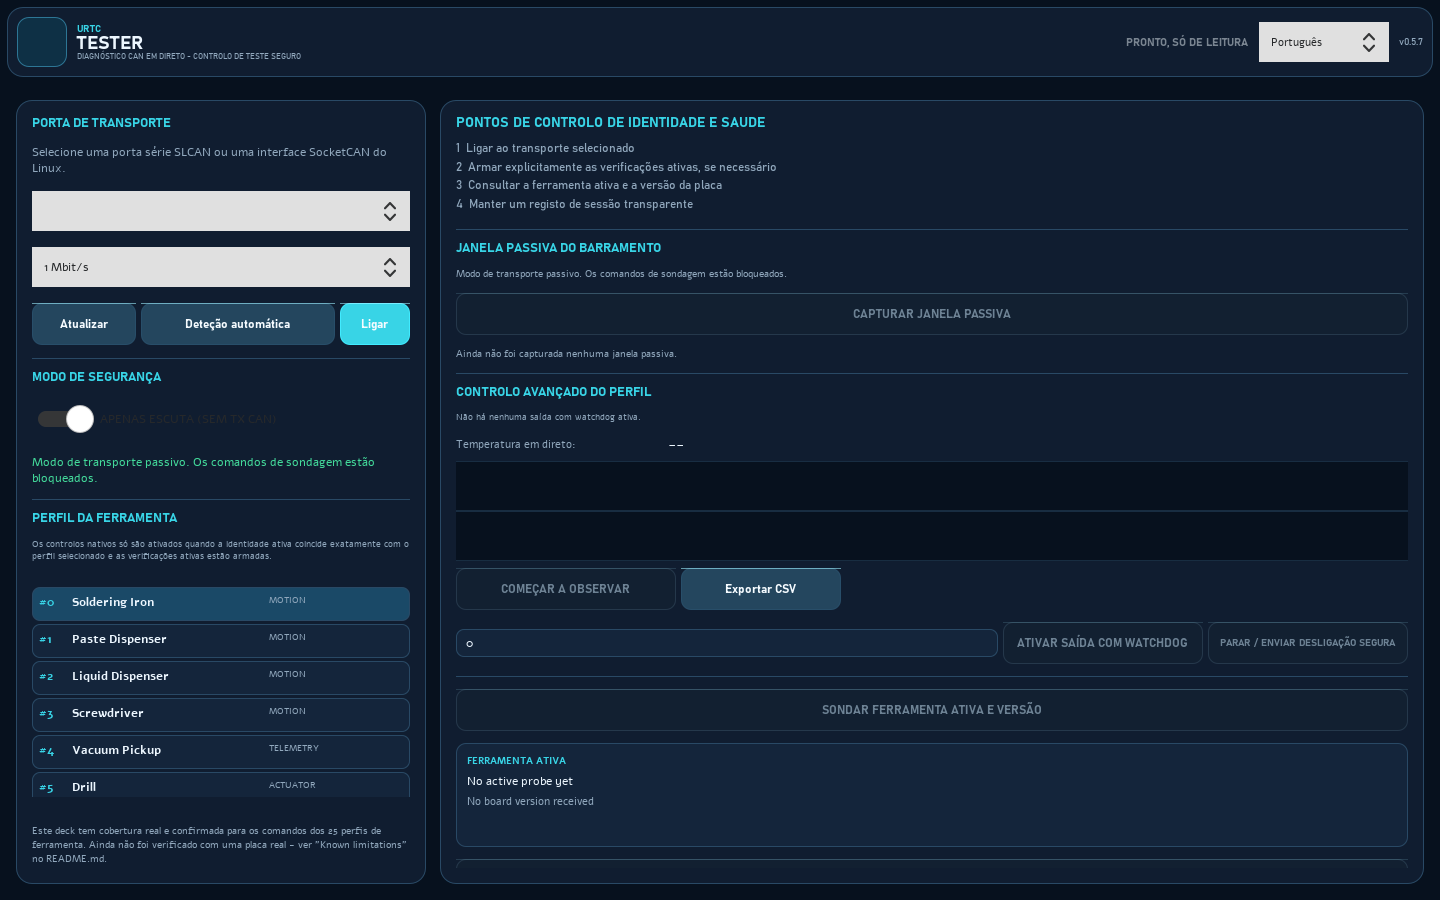 URTC
TESTER
DIAGNÓSTICO CAN EM DIRETO - CONTROLO DE TESTE SEGURO
PRONTO, SÓ DE LEITURA
Português
v0.5.7
PORTA DE TRANSPORTE
Selecione uma porta série SLCAN ou uma interface SocketCAN do
Linux.
1 Mbit/s
Atualizar
Deteção automática
Ligar
MODO DE SEGURANÇA
APENAS ESCUTA (SEM TX CAN)
Modo de transporte passivo. Os comandos de sondagem estão
bloqueados.
PERFIL DA FERRAMENTA
Os controlos nativos só são ativados quando a identidade ativa coincide exatamente com o
perfil selecionado e as verificações ativas estão armadas.
#0 Soldering Iron MOTION
#1 Paste Dispenser MOTION
#2 Liquid Dispenser MOTION
#3 Screwdriver MOTION
#4 Vacuum Pickup TELEMETRY
#5 Drill ACTUATOR
Este deck tem cobertura real e confirmada para os comandos dos 25 perfis de
ferramenta. Ainda não foi verificado com uma placa real - ver "Known limitations"
no README.md.
PONTOS DE CONTROLO DE IDENTIDADE E SAUDE
1 Ligar ao transporte selecionado
2 Armar explicitamente as verificações ativas, se necessário
3 Consultar a ferramenta ativa e a versão da placa
4 Manter um registo de sessão transparente
JANELA PASSIVA DO BARRAMENTO
Modo de transporte passivo. Os comandos de sondagem estão bloqueados.
CAPTURAR JANELA PASSIVA
Ainda não foi capturada nenhuma janela passiva.
CONTROLO AVANÇADO DO PERFIL
Não há nenhuma saída com watchdog ativa.
Temperatura em direto: --
COMEÇAR A OBSERVAR
Exportar CSV
0
ATIVAR SAÍDA COM WATCHDOG
PARAR / ENVIAR DESLIGAÇÃO SEGURA
SONDAR FERRAMENTA ATIVA E VERSÃO
FERRAMENTA ATIVA
No active probe yet
No board version received